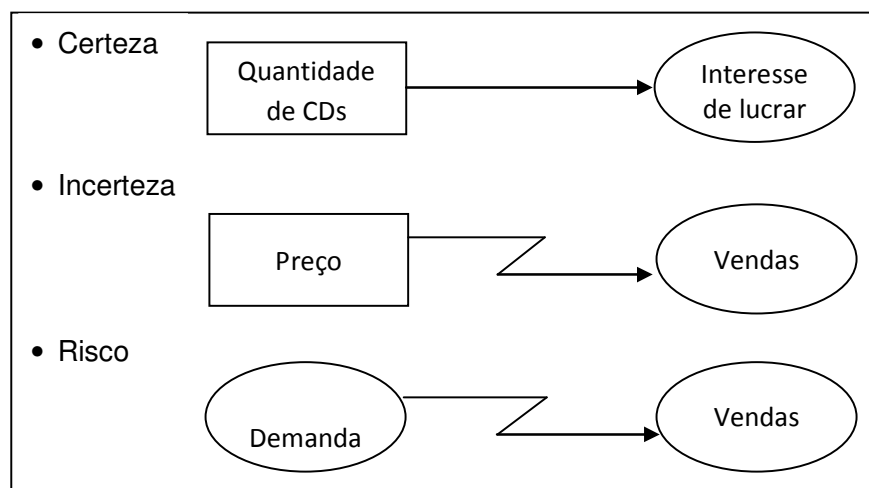 • Certeza
Quantidade
de CDs
Interesse
de lucrar
• Incerteza
Preço
Vendas
• Risco
Demanda
Vendas